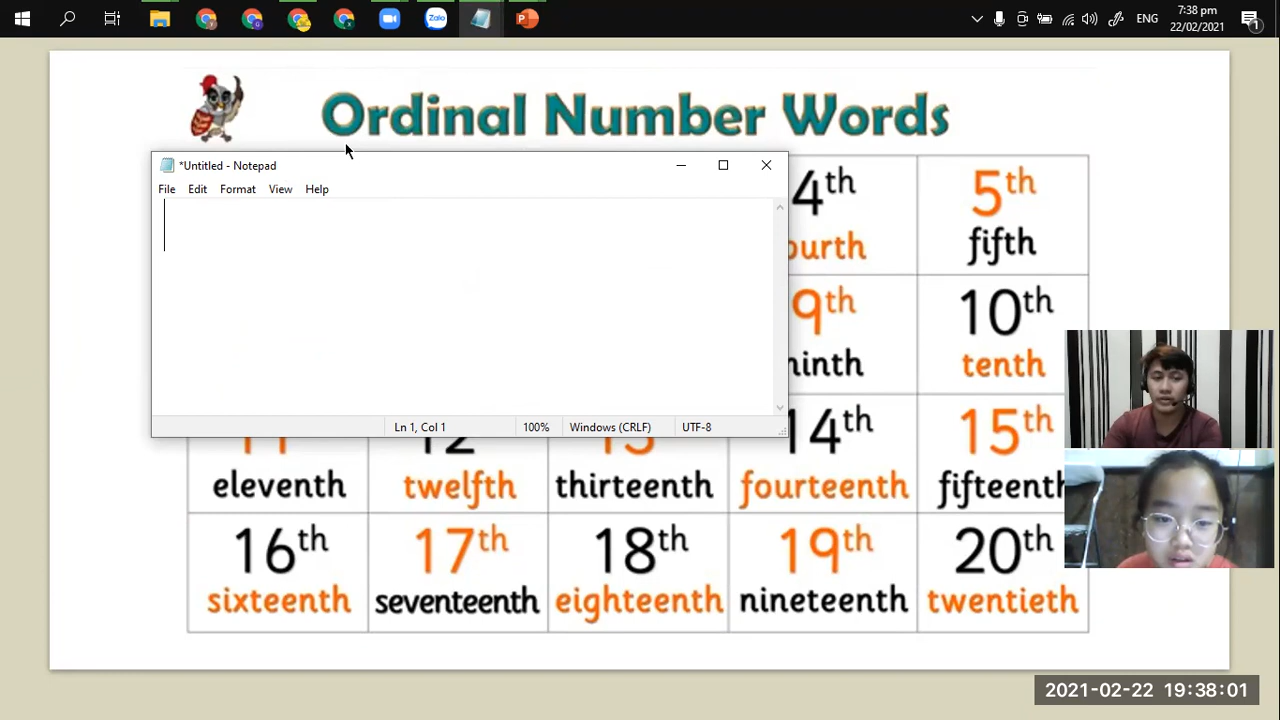 ENG
7:38 pm
22/02/2021
1
Zalo
Ordinal Number Words
*Untitled - Notepad
File Edit Format View Help
4th 5th
fifth
9th 10th
tenth
Ln 1, Col 1 100% Windows (CRLF) UTF-8
14th 15th
eleventh twelfth thirteenth fourteenth fifteenth
16th 17th 18th 19th 20th
sixteenth seventeenth eighteenth nineteenth twentieth
2021-02-22 19:38:01